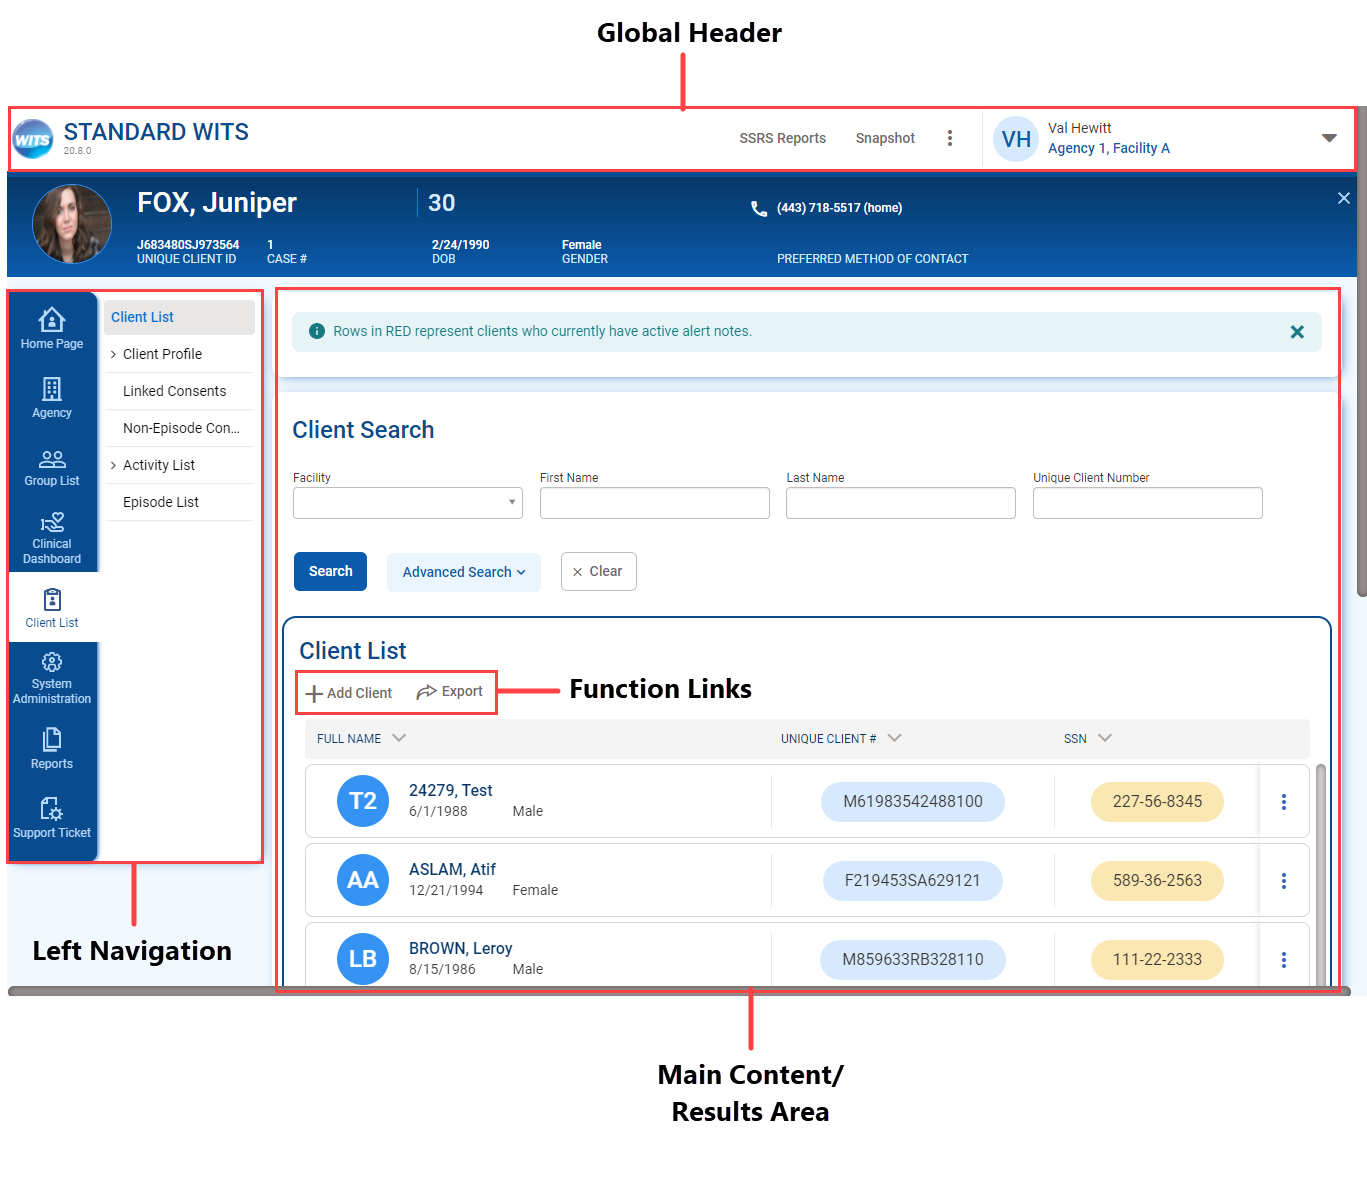 Global Header
WITS
STANDARD WITS
20.8.0
SSRS Reports
Snapshot
VH
Val Hewitt
Agency 1, Facility A
FOX, Juniper
30
(443) 718-5517 (home)
J683480SJ973564
1
2/24/1990
Female
UNIQUE CLIENT ID
CASE #
DOB
GENDER
PREFERRED METHOD OF CONTACT
Home Page
Agency
Group List
Clinical
Dashboard
Client List
System
Administration
Reports
Support Ticket
Client List
Client Profile
Linked Consents
Non-Episode Con...
Activity List
Episode List
Left Navigation
Rows in RED represent clients who currently have active alert notes.
Client Search
Facility
First Name
Last Name
Unique Client Number
Search
Advanced Search
Clear
Client List
Add Client
Export
Function Links
FULL NAME
UNIQUE CLIENT #
SSN
T2
24279, Test
6/1/1988
Male
M61983542488100
227-56-8345
AA
ASLAM, Atif
12/21/1994
Female
F219453SA629121
589-36-2563
LB
BROWN, Leroy
8/15/1986
Male
M859633RB328110
111-22-2333
Main Content/
Results Area